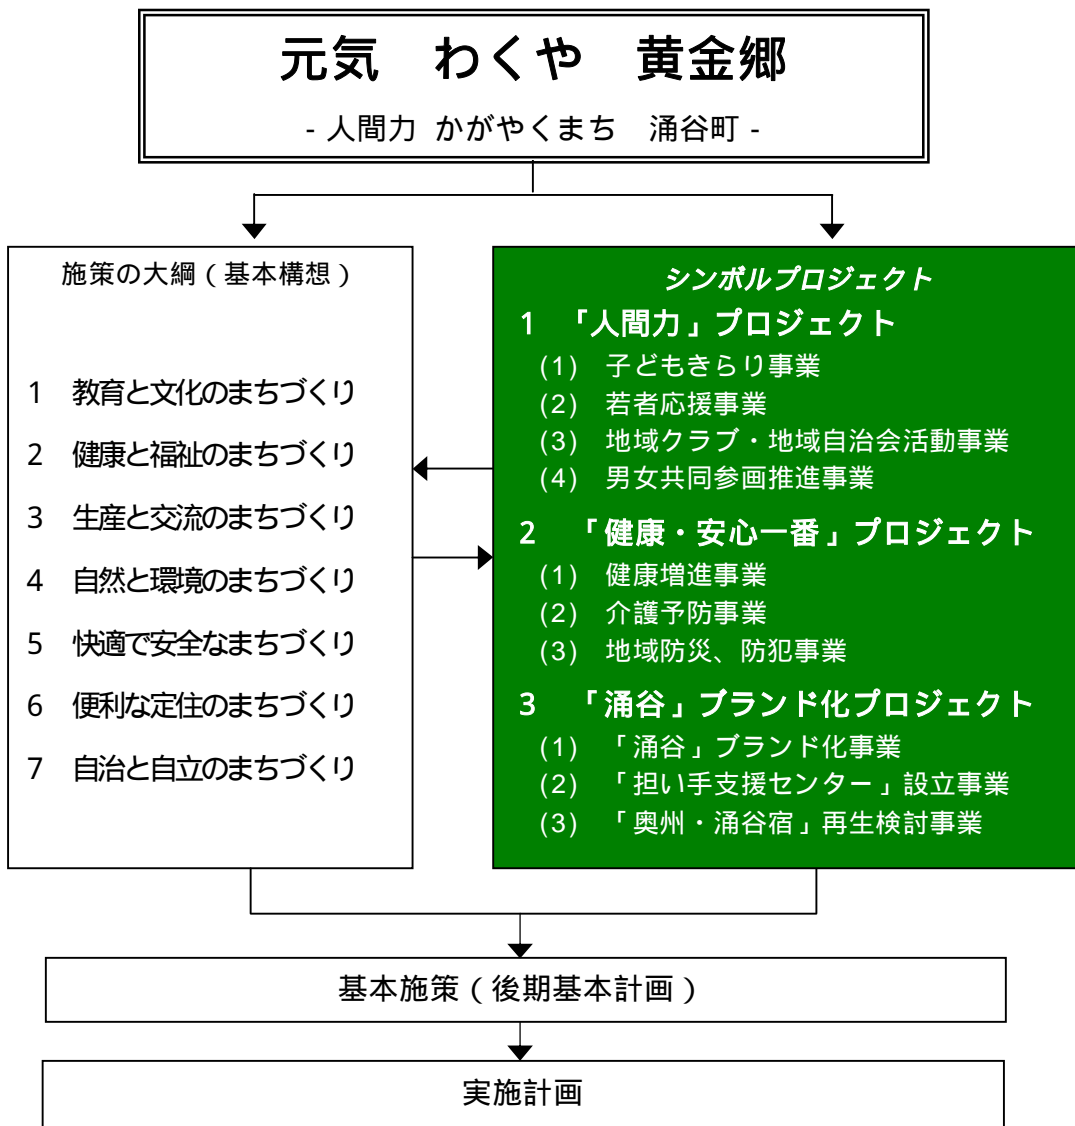 元気　わくや　黄金郷
- 人間力 かがやくまち　涌谷町 -
施策の大綱（基本構想）
1　教育と文化のまちづくり
2　健康と福祉のまちづくり
3　生産と交流のまちづくり
4　自然と環境のまちづくり
5　快適で安全なまちづくり
6　便利な定住のまちづくり
7　自治と自立のまちづくり
シンボルプロジェクト
1　「人間力」プロジェクト
(1)　子どもきらり事業
(2)　若者応援事業
(3)　地域クラブ・地域自治会活動事業
(4)　男女共同参画推進事業
2　「健康・安心一番」プロジェクト
(1)　健康増進事業
(2)　介護予防事業
(3)　地域防災、防犯事業
3　「涌谷」ブランド化プロジェクト
(1)　「涌谷」ブランド化事業
(2)　「担い手支援センター」設立事業
(3)　「奥州・涌谷宿」再生検討事業
基本施策（後期基本計画）
実施計画